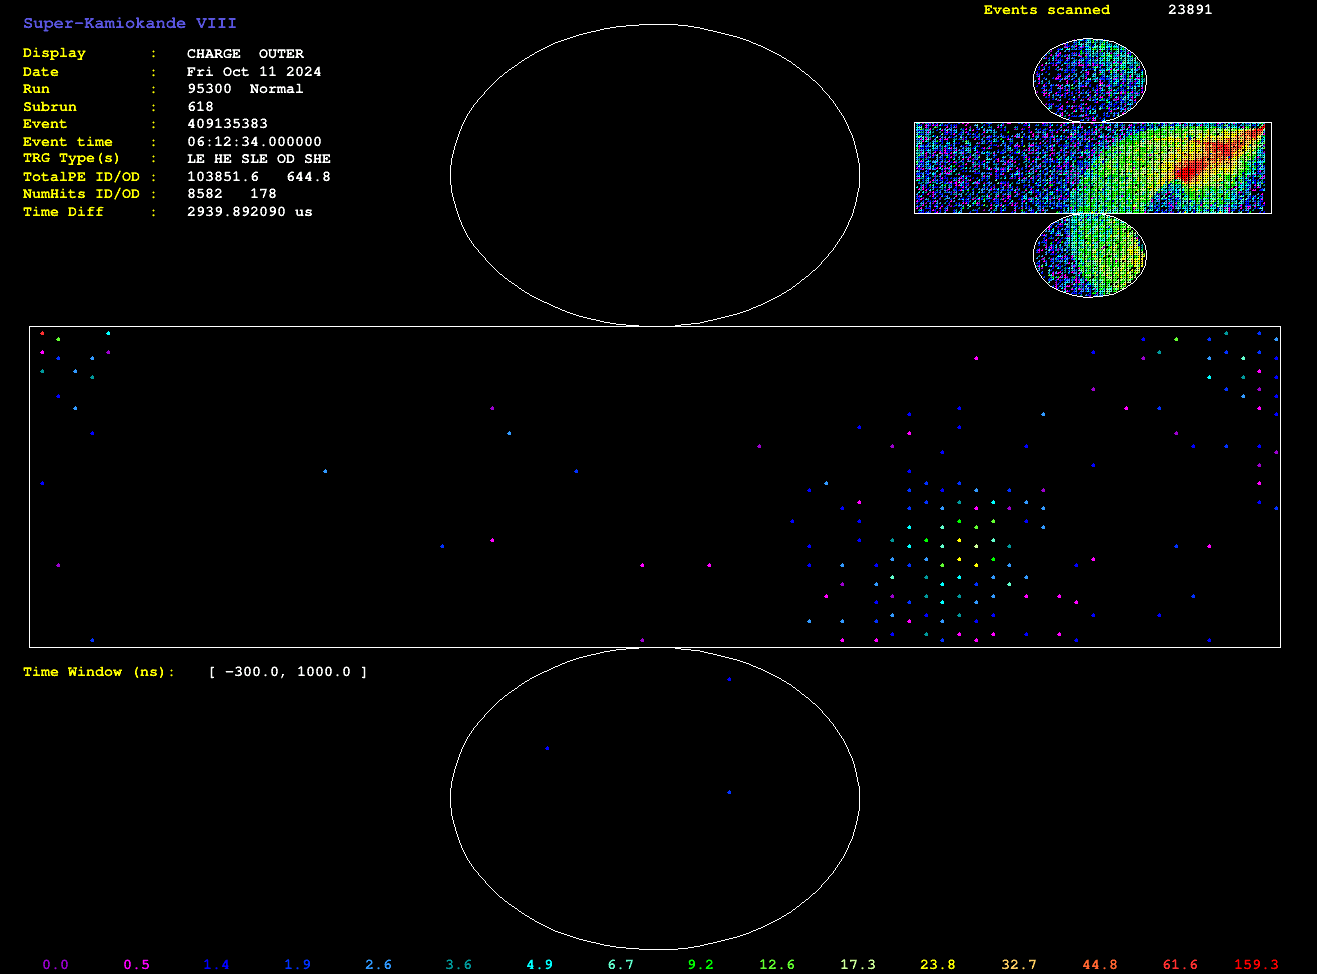 Super-Kamiokande VIII
Events scanned 23891
Display : CHARGE OUTER
Date : Fri Oct 11 2024
Run : 95300 Normal
Subrun : 618
Event : 409135383
Event time : 06:12:34.000000
TRG Type(s) : LE HE SLE OD SHE
TotalPE ID/OD : 103851.6 644.8
NumHits ID/OD : 8582 178
Time Diff : 2939.892090 us
Time Window (ns): [ -300.0, 1000.0 ]
0.0 0.5 1.4 1.9 2.6 3.6 4.9 6.7 9.2 12.6 17.3 23.8 32.7 44.8 61.6 159.3